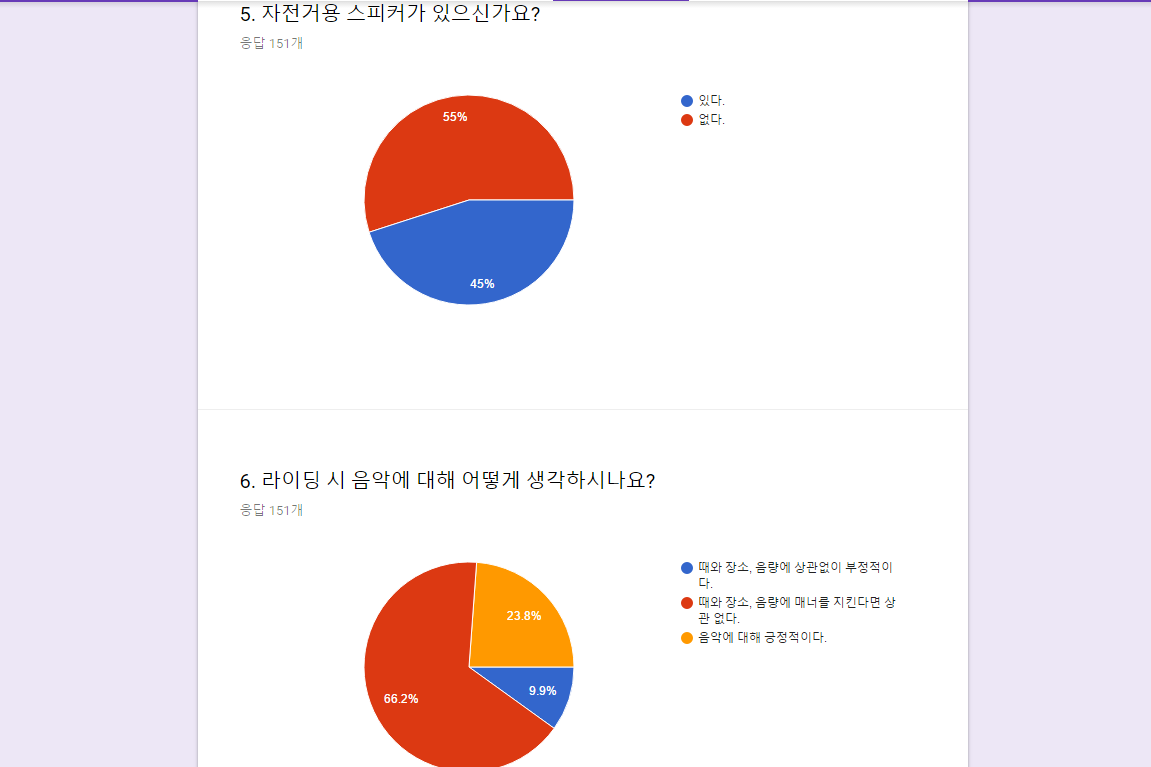 5. 자전거용 스피커가 있으신가요?
응답 151개
있다.
없다.
55%
45%
6. 라이딩 시 음악에 대해 어떻게 생각하시나요?
응답 151개
때와 장소, 음량에 상관없이 부정적이
다.
때와 장소, 음량에 매너를 지킨다면 상
관 없다.
음악에 대해 긍정적이다.
23.8%
9.9%
66.2%